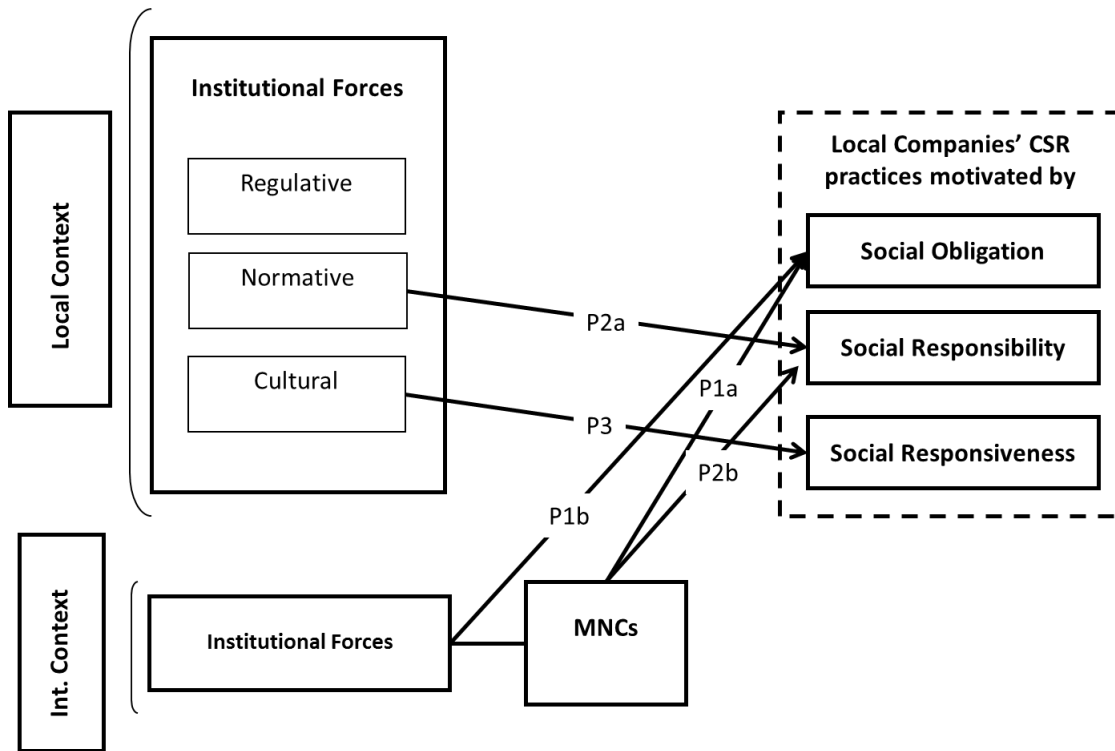 Local Context
Institutional Forces
Regulative
Normative
Cultural
Local Companies’ CSR
practices motivated by
Social Obligation
Social Responsibility
Social Responsiveness
P2a
P1a
P3
P2b
P1b
Int. Context
Institutional Forces
MNCs